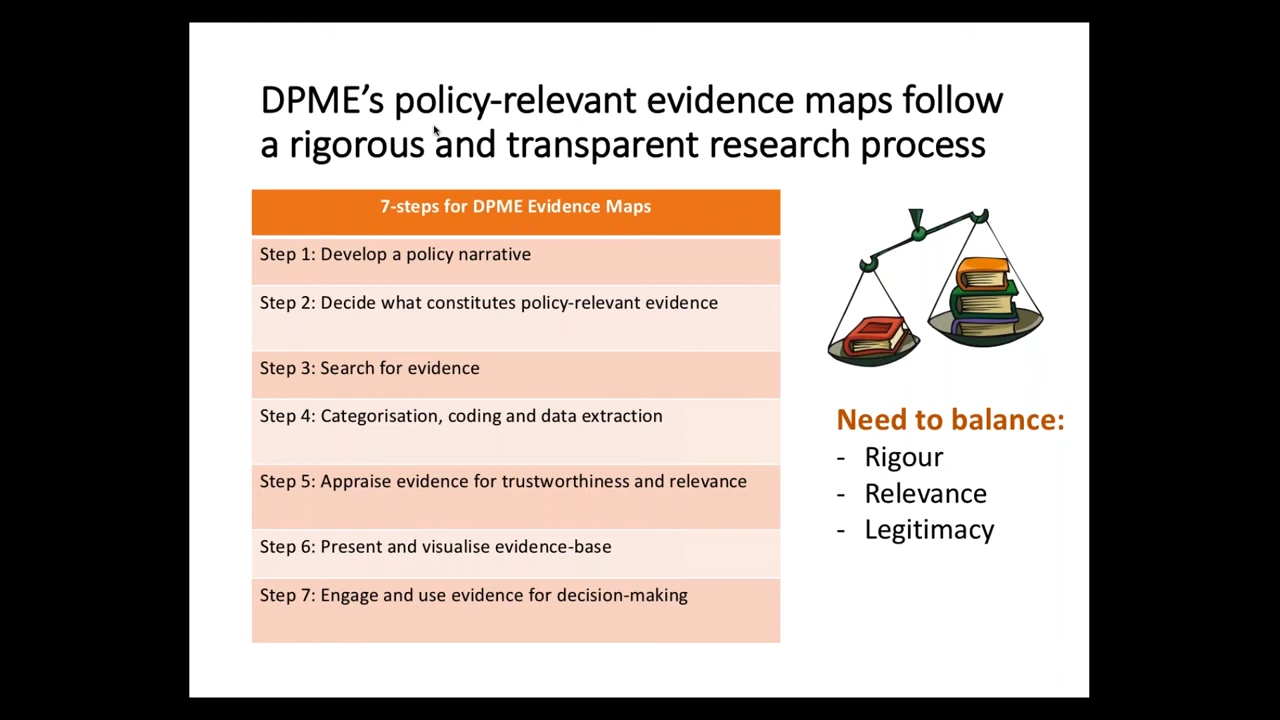 DPME’s policy-relevant evidence maps follow
a rigorous and transparent research process
7-steps for DPME Evidence Maps
Step 1: Develop a policy narrative
Step 2: Decide what constitutes policy-relevant evidence
Step 3: Search for evidence
Step 4: Categorisation, coding and data extraction
Step 5: Appraise evidence for trustworthiness and relevance
Step 6: Present and visualise evidence-base
Step 7: Engage and use evidence for decision-making
Need to balance:
- Rigour
- Relevance
- Legitimacy